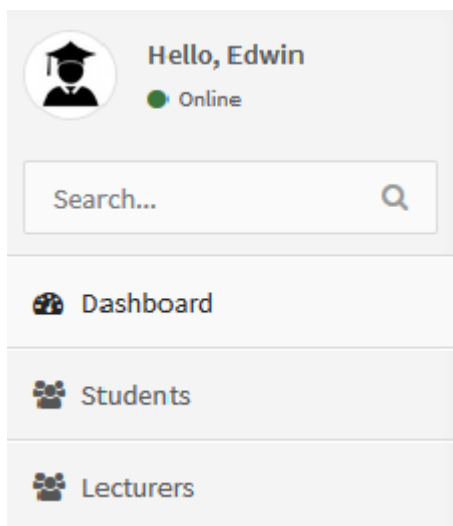 Hello, Edwin
Online
Search...
Dashboard
Students
Lecturers